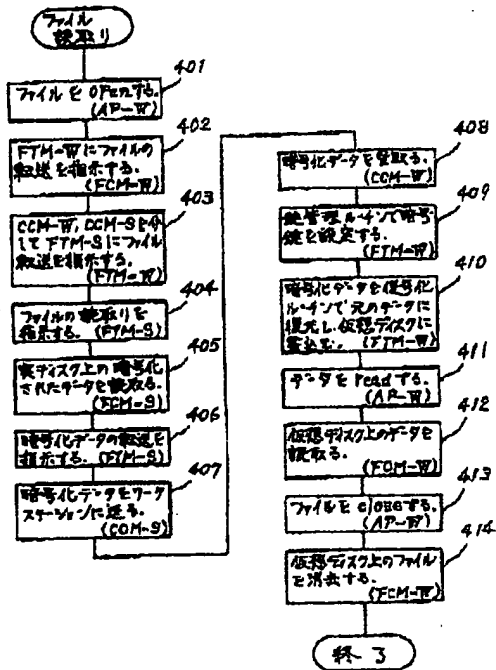 ファイル
読取り
401
ファイルを openする.
(AP-W)
402
FTM-Wにファイルの
転送を指示する.
(FCM-W)
403
CCM-W, CCM-Sを介
して FTM-Sにファイル
転送を指示する.
(FTM-W)
404
ファイルの読取りを
指示する. (FTM-S)
405
実ディスク上の暗号化
されたデータを読取る.
(FCM-S)
406
暗号化データの転送を
指示する. (FTM-S)
407
暗号化データをワーク
ステーションに送る.
(CCM-S)
408
暗号化データを受取る.
(CCM-W)
409
鍵管理ルーチンで暗号
鍵を設定する.
(FTM-W)
410
暗号化データを復号化
ルーチンで元のデータに
復元し仮想ディスクに
書込む. (FTM-W)
411
データを readする.
(AP-W)
412
仮想ディスク上のデータを
読取る.
(FCM-W)
413
ファイルを closeする.
(AP-W)
414
仮想ディスク上のファイル
を消去する.
(FCM-W)
終了